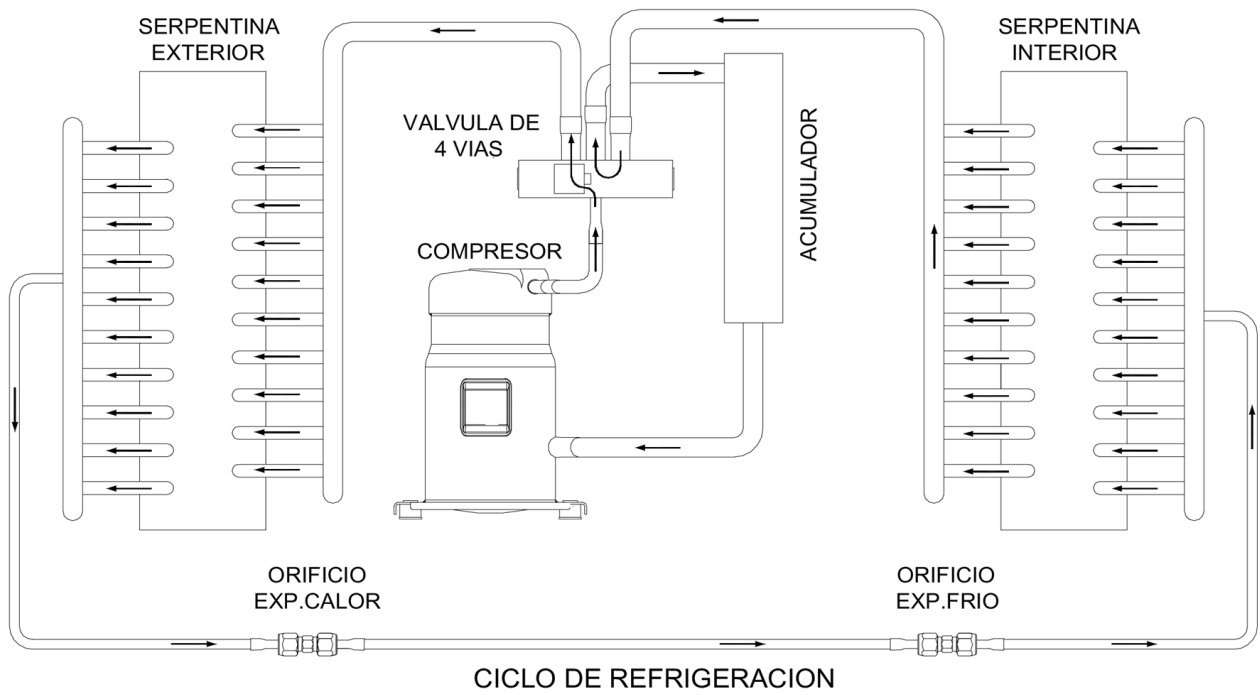 SERPENTINA
EXTERIOR
SERPENTINA
INTERIOR
VALVULA DE
4 VIAS
ACUMULADOR
COMPRESOR
ORIFICIO
EXP.CALOR
ORIFICIO
EXP.FRIO
CICLO DE REFRIGERACION